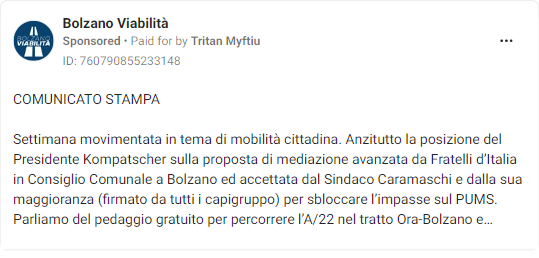 BOLZANO
VIABILITÀ
Bolzano Viabilità
Sponsored • Paid for by Tritan Myftiu
ID: 760790855233148
COMUNICATO STAMPA
Settimana movimentata in tema di mobilità cittadina. Anzitutto la posizione del
Presidente Kompatscher sulla proposta di mediazione avanzata da Fratelli d’Italia
in Consiglio Comunale a Bolzano ed accettata dal Sindaco Caramaschi e dalla sua
maggioranza (firmato da tutti i capigruppo) per sbloccare l’impasse sul PUMS.
Parliamo del pedaggio gratuito per percorrere l’A/22 nel tratto Ora-Bolzano e…